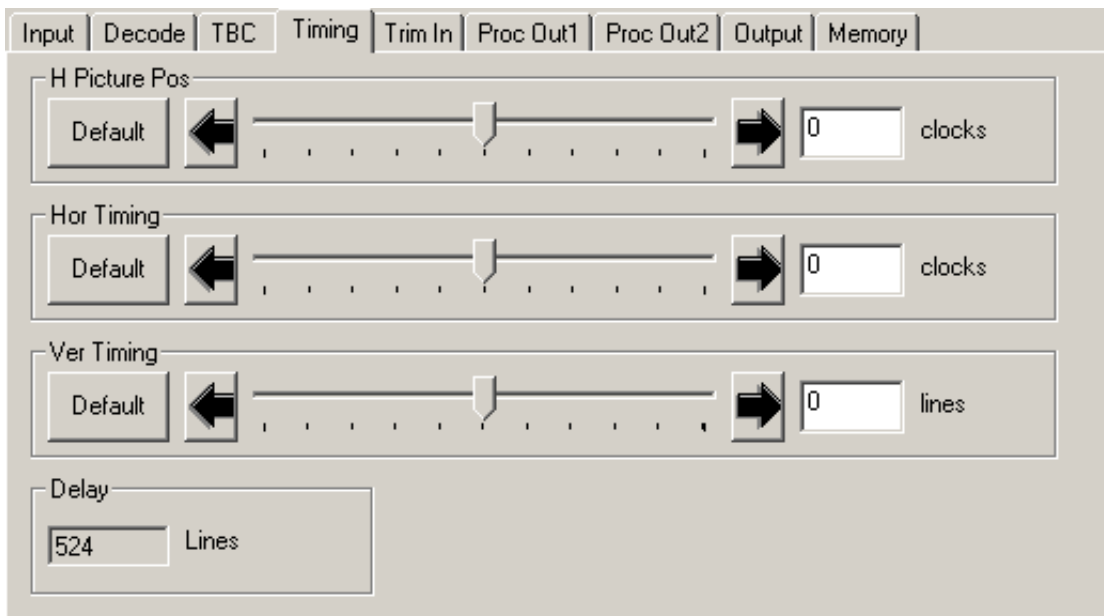 Input Decode TBC Timing Trim In Proc Out1 Proc Out2 Output Memory
H Picture Pos
Default 0 clocks
Hor Timing
Default 0 clocks
Ver Timing
Default 0 lines
Delay
524 Lines